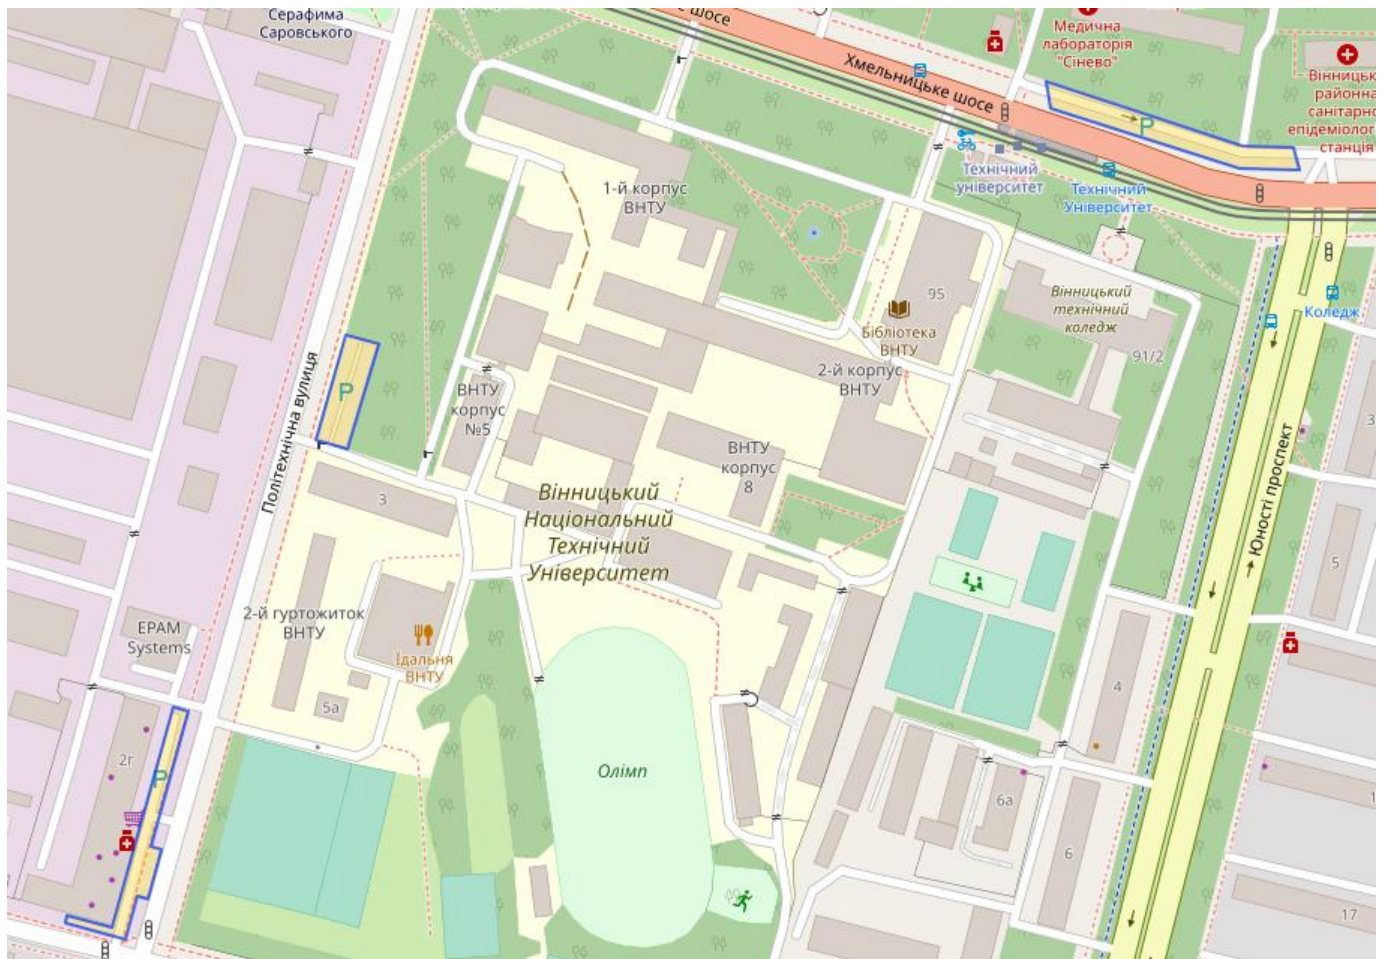 Серафима
Саровського
е шосе
Хмельницьке шосе
Медична
лабораторія
"Сінево"
Вінницьк
районна
санітарно
епідеміолог
станція
P
Технічний
університет
Технічний
Університет
1-й корпус
ВНТУ
95
Бібліотека
ВНТУ
Вінницький
технічний
коледж
91/2
Коледж
2-й корпус
ВНТУ
P
Політехнічна вулиця
ВНТУ
корпус
№5
ВНТУ
корпус
8
3
Вінницький
Національний
Технічний
Університет
Юності проспект
3
5
2-й гуртожиток
ВНТУ
EPAM
Systems
Їдальня
ВНТУ
5а
4
2г
P
Олімп
6а
6
1
17